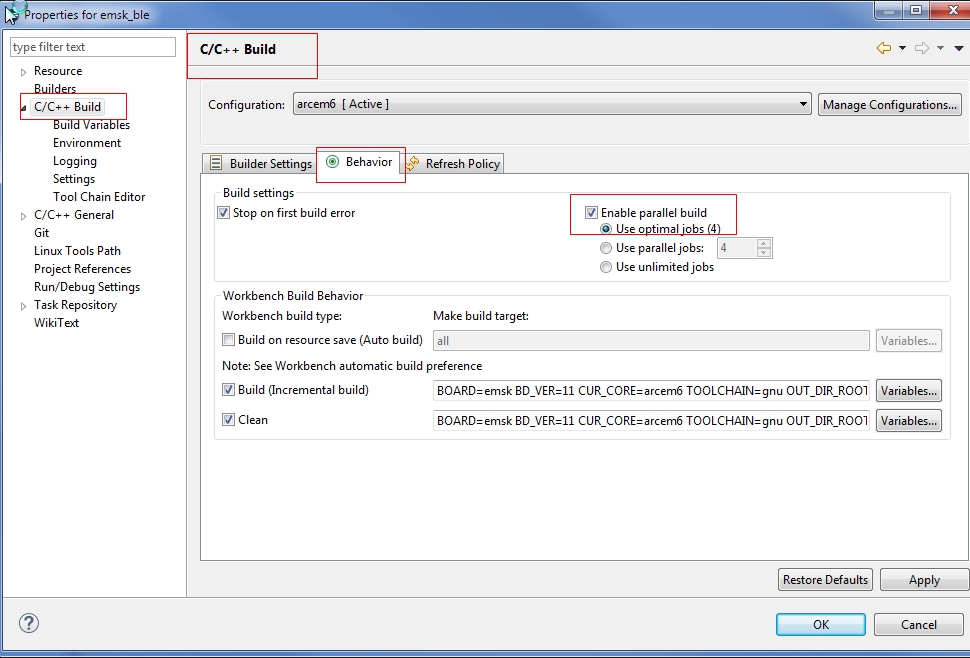 Properties for emsk_ble
type filter text
Resource
Builders
C/C++ Build
Build Variables
Environment
Logging
Settings
Tool Chain Editor
C/C++ General
Git
Linux Tools Path
Project References
Run/Debug Settings
Task Repository
WikiText
C/C++ Build
Configuration: arcem6 [ Active ] Manage Configurations...
Builder Settings Behavior Refresh Policy
Build settings
Stop on first build error Enable parallel build
Use optimal jobs (4)
Use parallel jobs: 4
Use unlimited jobs
Workbench Build Behavior
Workbench build type: Make build target:
Build on resource save (Auto build) all Variables...
Note: See Workbench automatic build preference
Build (Incremental build) BOARD=emsk BD_VER=11 CUR_CORE=arcem6 TOOLCHAIN=gnu OUT_DIR_ROOT Variables...
Clean BOARD=emsk BD_VER=11 CUR_CORE=arcem6 TOOLCHAIN=gnu OUT_DIR_ROOT Variables...
Restore Defaults Apply
? OK Cancel